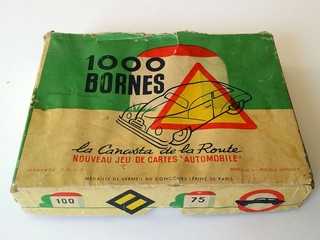 1000
BORNES
la Canasta de la Route
NOUVEAU JEU DE CARTES "AUTOMOBILE"
MÉDAILLE DE VERMEIL AU CONCOURS LÉPINE DE PARIS
100
75